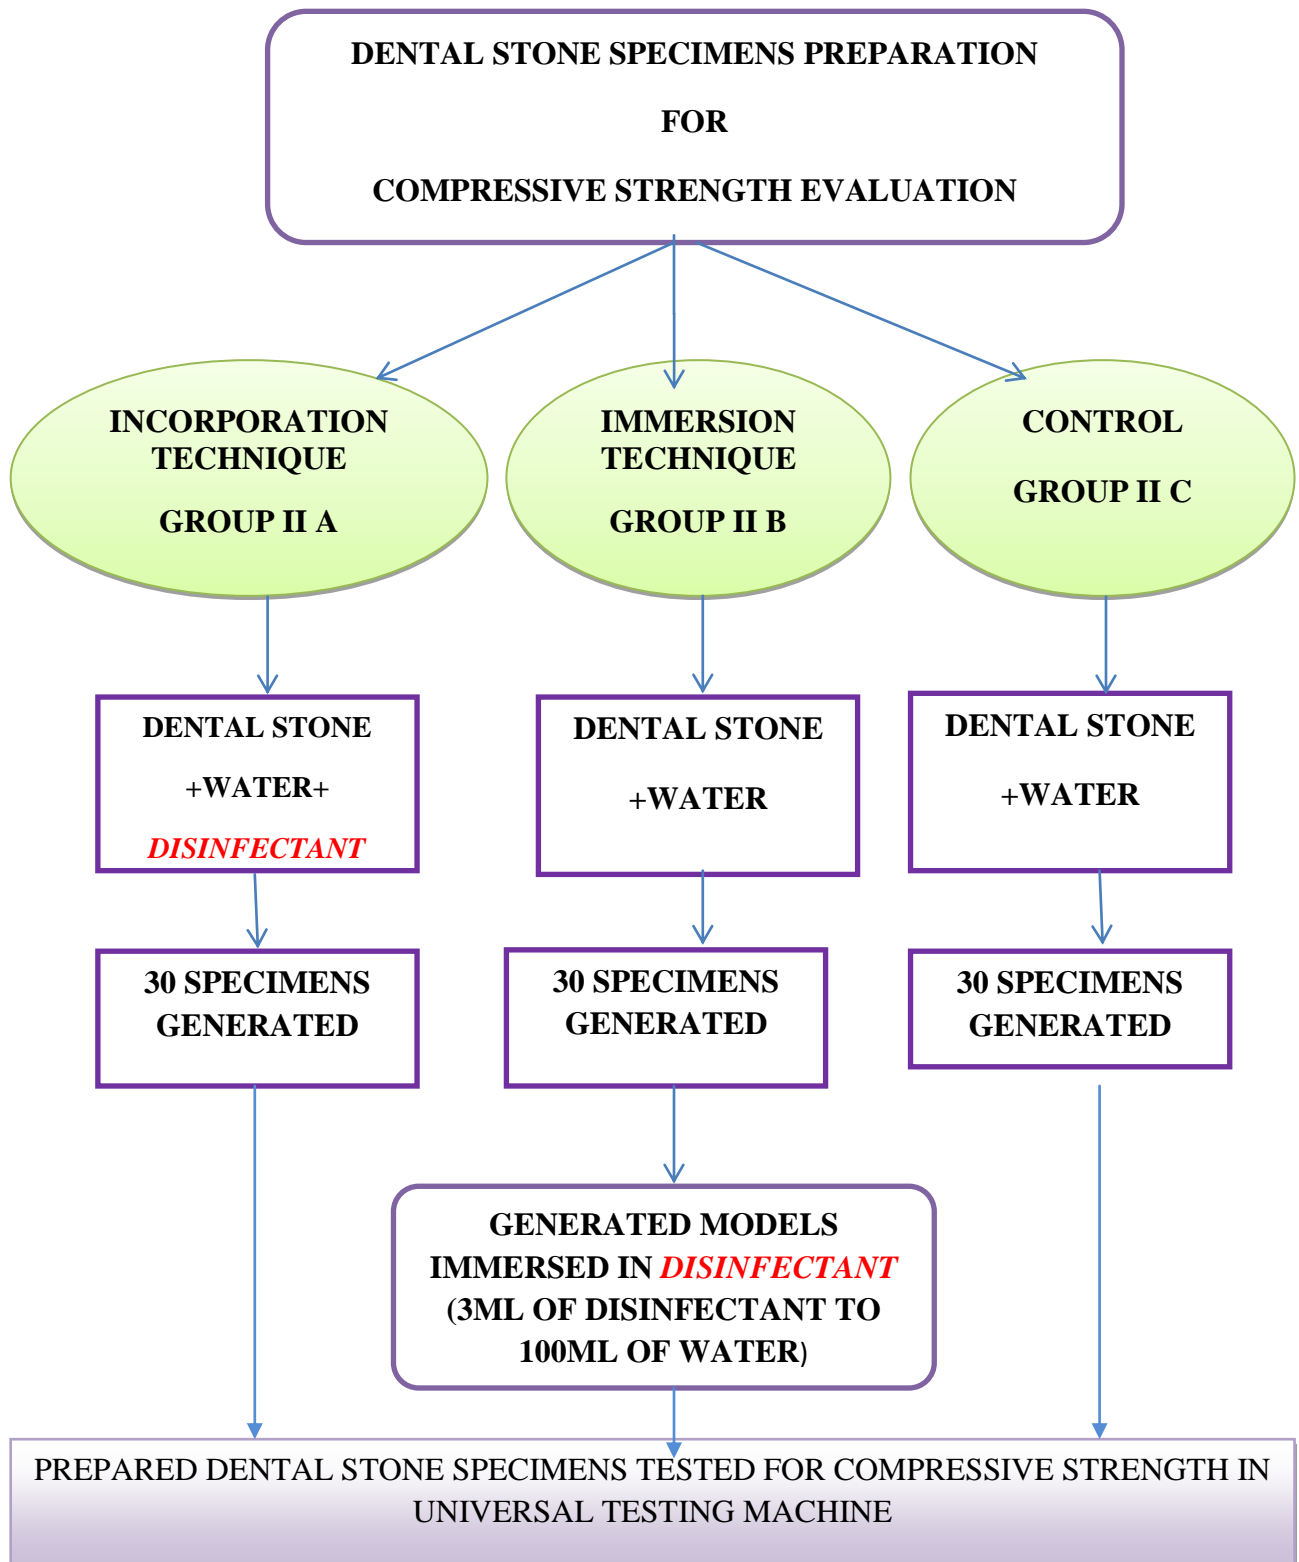 DENTAL STONE SPECIMENS PREPARATION
FOR
COMPRESSIVE STRENGTH EVALUATION
INCORPORATION
TECHNIQUE
GROUP II A
IMMERSION
TECHNIQUE
GROUP II B
CONTROL
GROUP II C
DENTAL STONE
+WATER+
DISINFECTANT
DENTAL STONE
+WATER
DENTAL STONE
+WATER
30 SPECIMENS
GENERATED
30 SPECIMENS
GENERATED
30 SPECIMENS
GENERATED
GENERATED MODELS
IMMERSED IN DISINFECTANT
(3ML OF DISINFECTANT TO
100ML OF WATER)
PREPARED DENTAL STONE SPECIMENS TESTED FOR COMPRESSIVE STRENGTH IN
UNIVERSAL TESTING MACHINE